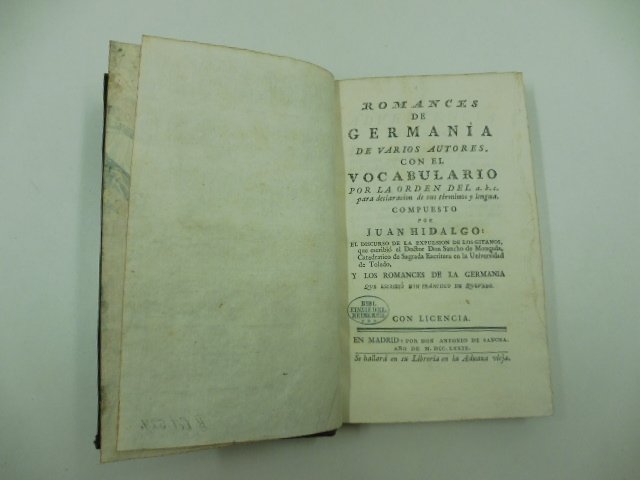 ROMANCES
DE
GERMANÍA
DE VARIOS AUTORES,
CON EL
VOCABULARIO
POR LA ORDEN DEL a.b.c.
para declaracion de sus términos y lengua.
COMPUESTO
POR
JUAN HIDALGO:
EL DISCURSO DE LA EXPULSION DE LOS GITANOS,
que escribió el Doctor Don Sancho de Moncada,
Catedratico de Sagrada Escritura en la Universidad
de Toledo,
Y LOS ROMANCES DE LA GERMANIA
QUE ESCRIBIÓ DON FRANCISCO DE QUEVEDO.
BIBL
CON LICENCIA.
EN MADRID: POR DON ANTONIO DE SANCHA.
AÑO DE M. DCC. LXXIX.
Se hallará en su Librería en la Aduana vieja.